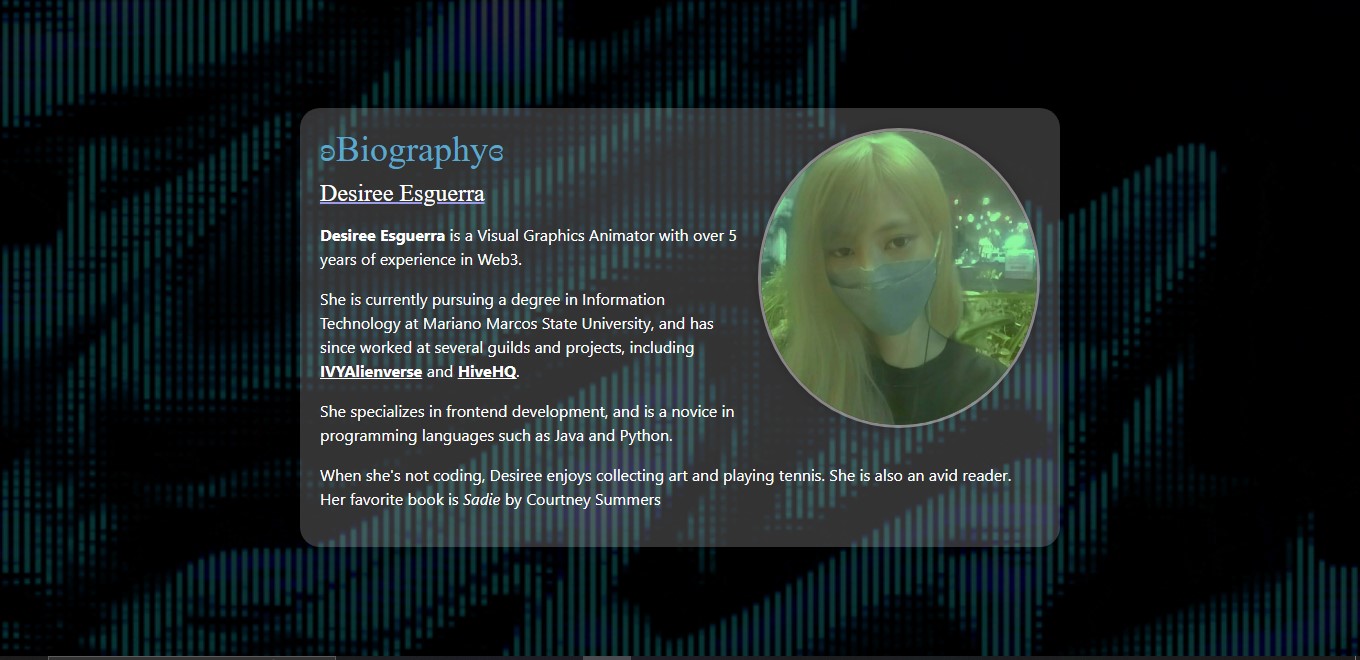 ʚBiographyɞ
Desiree Esguerra
Desiree Esguerra is a Visual Graphics Animator with over 5
years of experience in Web3.
She is currently pursuing a degree in Information
Technology at Mariano Marcos State University, and has
since worked at several guilds and projects, including
IVYAlienverse and HiveHQ.
She specializes in frontend development, and is a novice in
programming languages such as Java and Python.
When she's not coding, Desiree enjoys collecting art and playing tennis. She is also an avid reader.
Her favorite book is Sadie by Courtney Summers